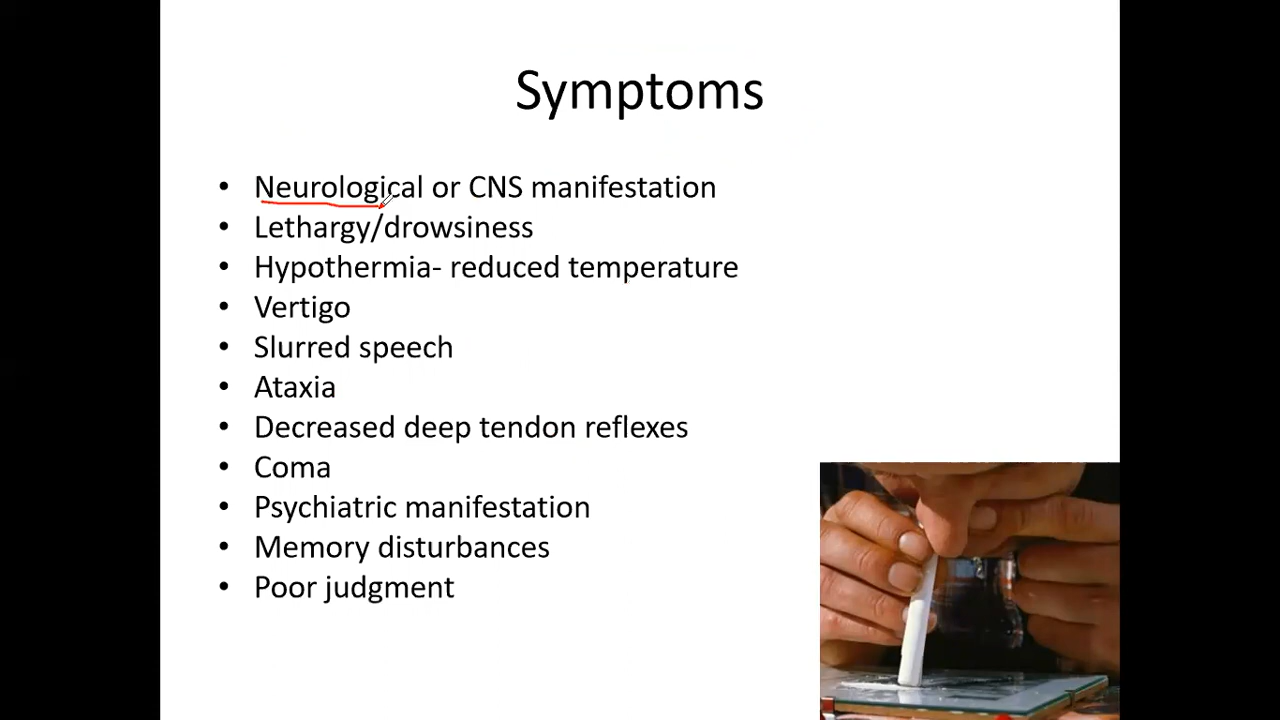 Symptoms
• Neurological or CNS manifestation
• Lethargy/drowsiness
• Hypothermia- reduced temperature
• Vertigo
• Slurred speech
• Ataxia
• Decreased deep tendon reflexes
• Coma
• Psychiatric manifestation
• Memory disturbances
• Poor judgment